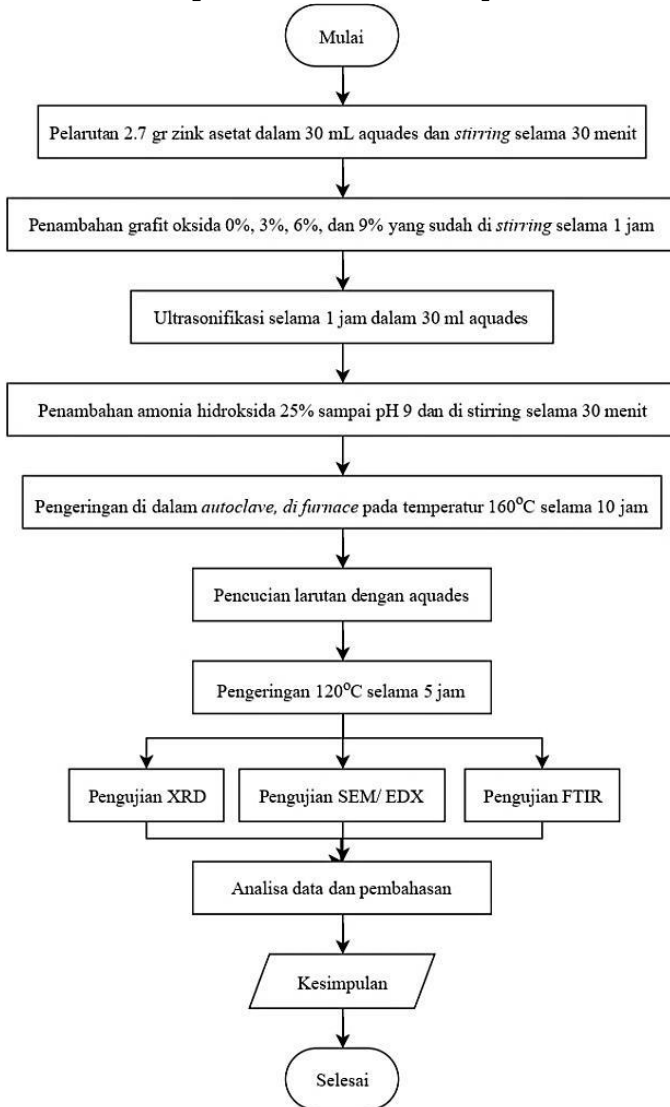 Mulai
Pelarutan 2.7 gr zink asetat dalam 30 mL aquades dan stirring selama 30 menit
Penambahan grafit oksida 0%, 3%, 6%, dan 9% yang sudah di stirring selama 1 jam
Ultrasonifikasi selama 1 jam dalam 30 ml aquades
Penambahan amonia hidroksida 25% sampai pH 9 dan di stirring selama 30 menit
Pengeringan di dalam autoclave, di furnace pada temperatur 160°C selama 10 jam
Pencucian larutan dengan aquades
Pengeringan 120°C selama 5 jam
Pengujian XRD
Pengujian SEM/ EDX
Pengujian FTIR
Analisa data dan pembahasan
Kesimpulan
Selesai